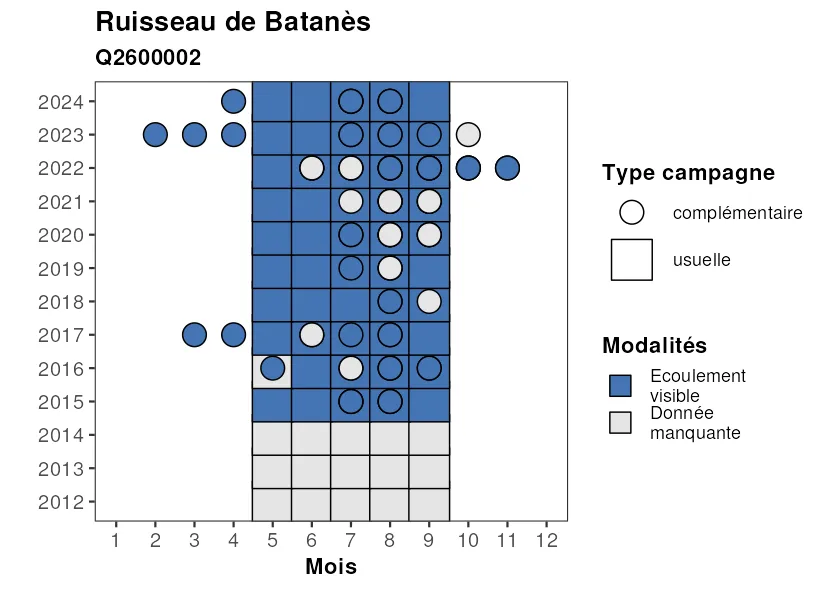 Ruisseau de Batanès
Q2600002
2024
2023
2022
2021
2020
2019
2018
2017
2016
2015
2014
2013
2012
1 2 3 4 5 6 7 8 9 10 11 12
Mois
Type campagne
complémentaire
usuelle
Modalités
Ecoulement
visible
Donnée
manquante